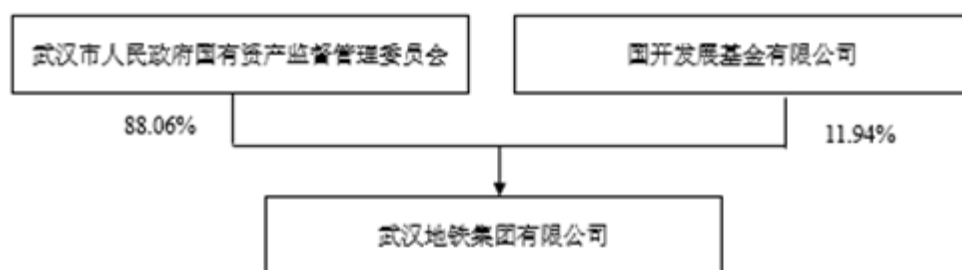 武汉市人民政府国有资产监督管理委员会
国开发展基金有限公司
88.06%
11.94%
武汉地铁集团有限公司